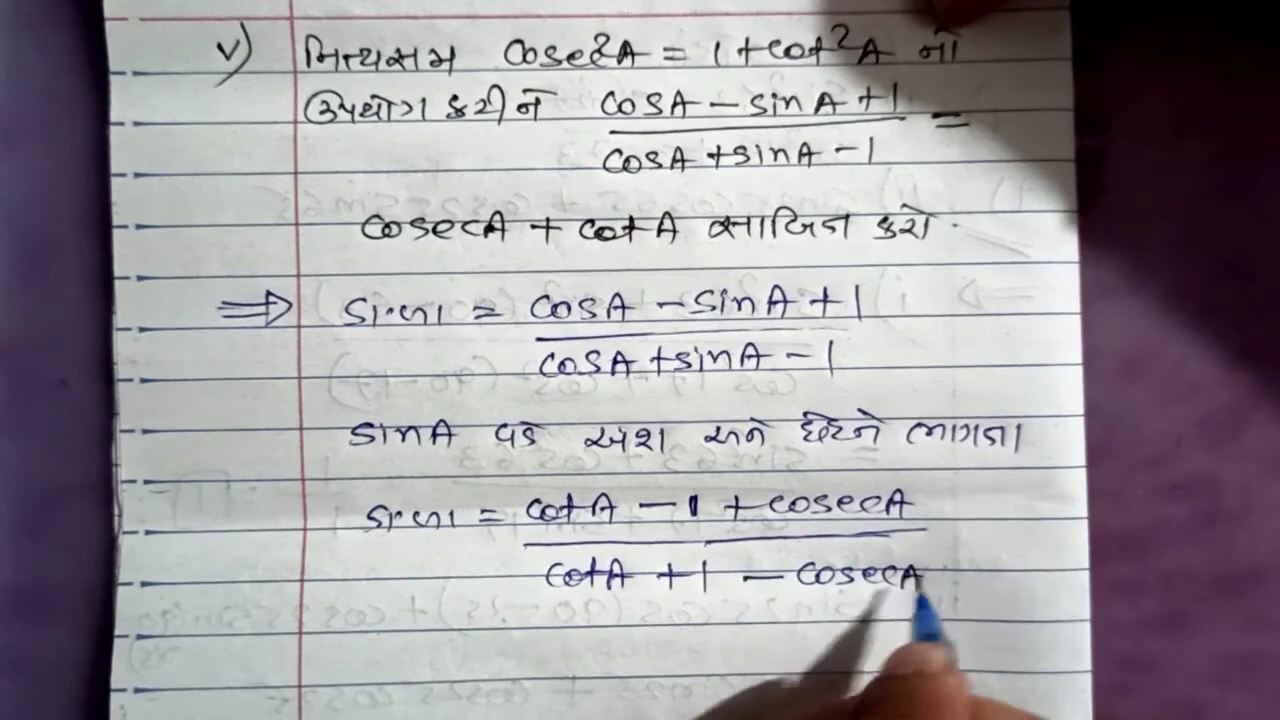 v) નિત્યસમ cosec²A = 1 + cot²A નો
ઉપયોગ કરીને cosA - sinA + 1 =
cosA + sinA - 1
cosecA + cotA સાબિત કરો.
⇒ ડા.બા = cosA - sinA + 1
cosA + sinA - 1
sinA વડે અંશ અને છેદને ભાગતા
ડા.બા = cotA - 1 + cosecA
cotA + 1 - cosecA